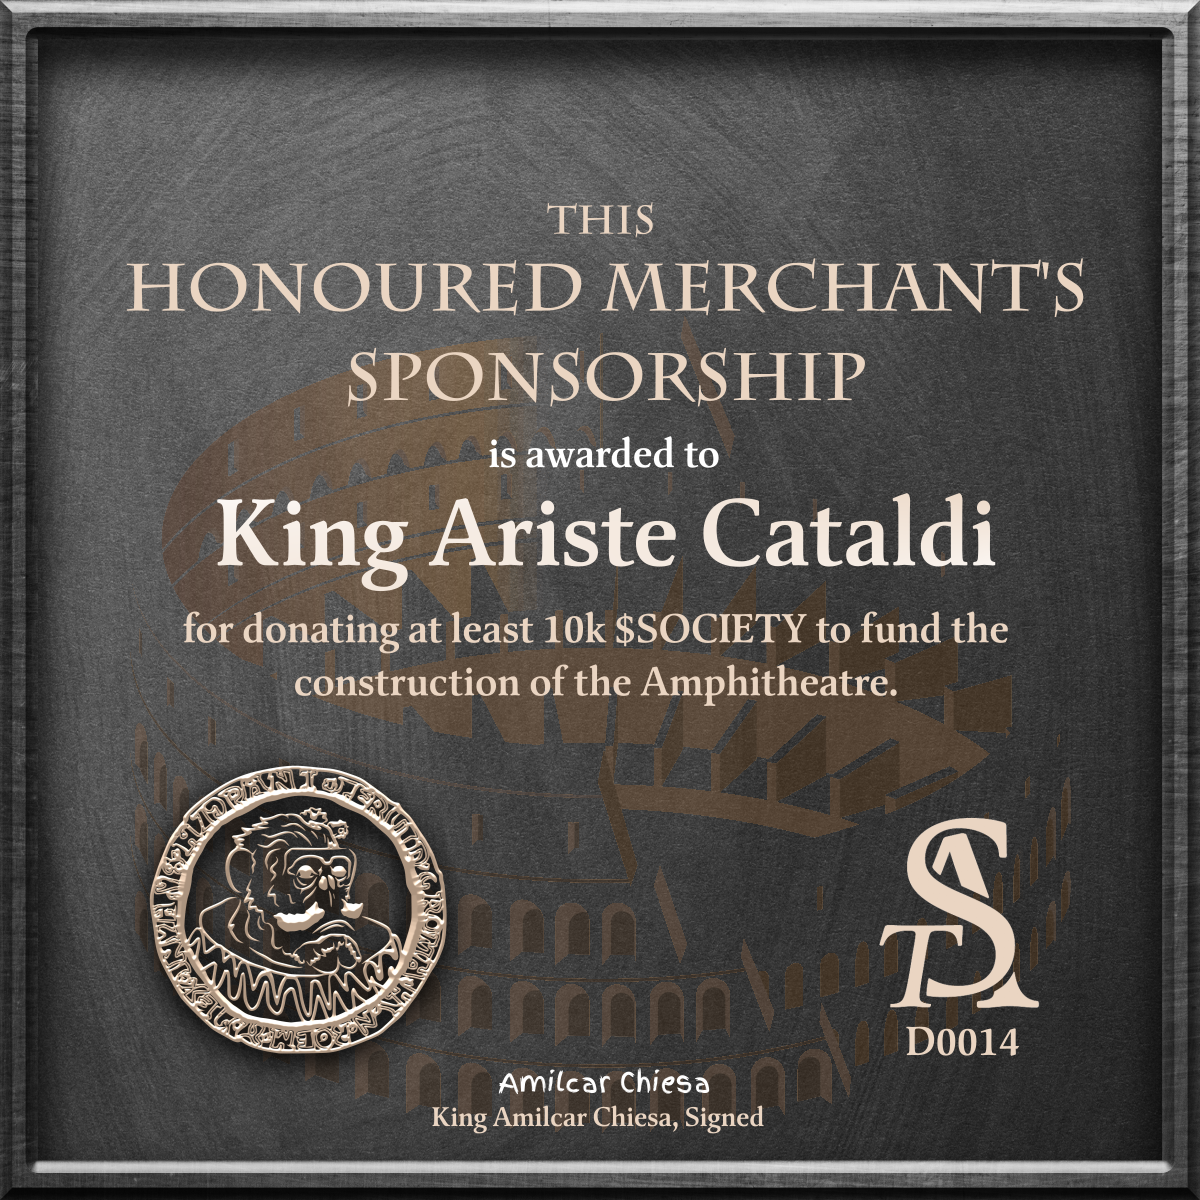 THIS
HONOURED MERCHANT'S
SPONSORSHIP
is awarded to
King Ariste Cataldi
for donating at least 10k $SOCIETY to fund the
construction of the Amphitheatre.
TSA
D0014
Amilcar Chiesa
King Amilcar Chiesa, Signed